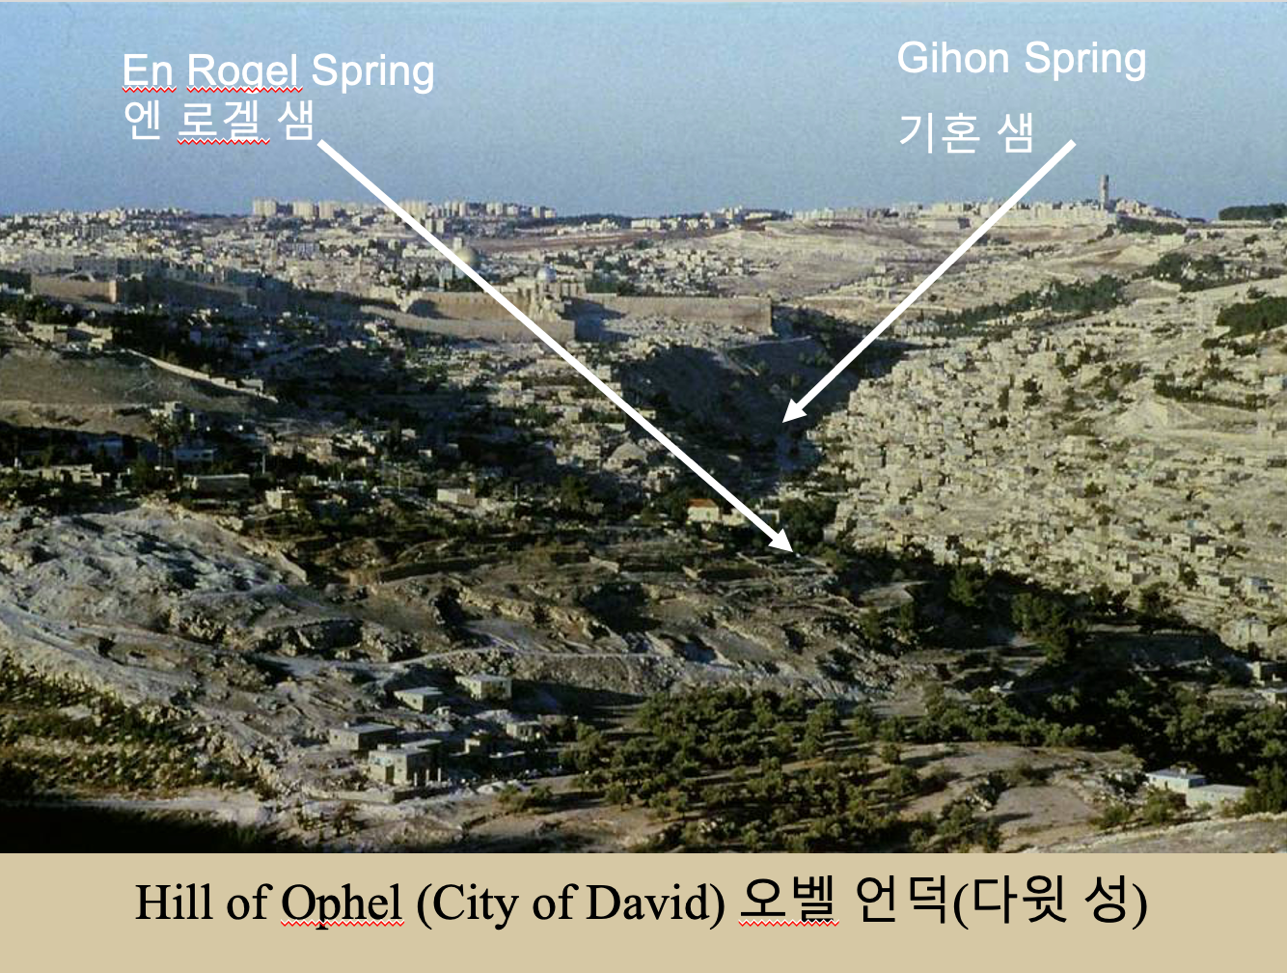 En Rogel Spring
엔 로겔 샘
Gihon Spring
기혼 샘
Hill of Ophel (City of David) 오벨 언덕(다윗 성)